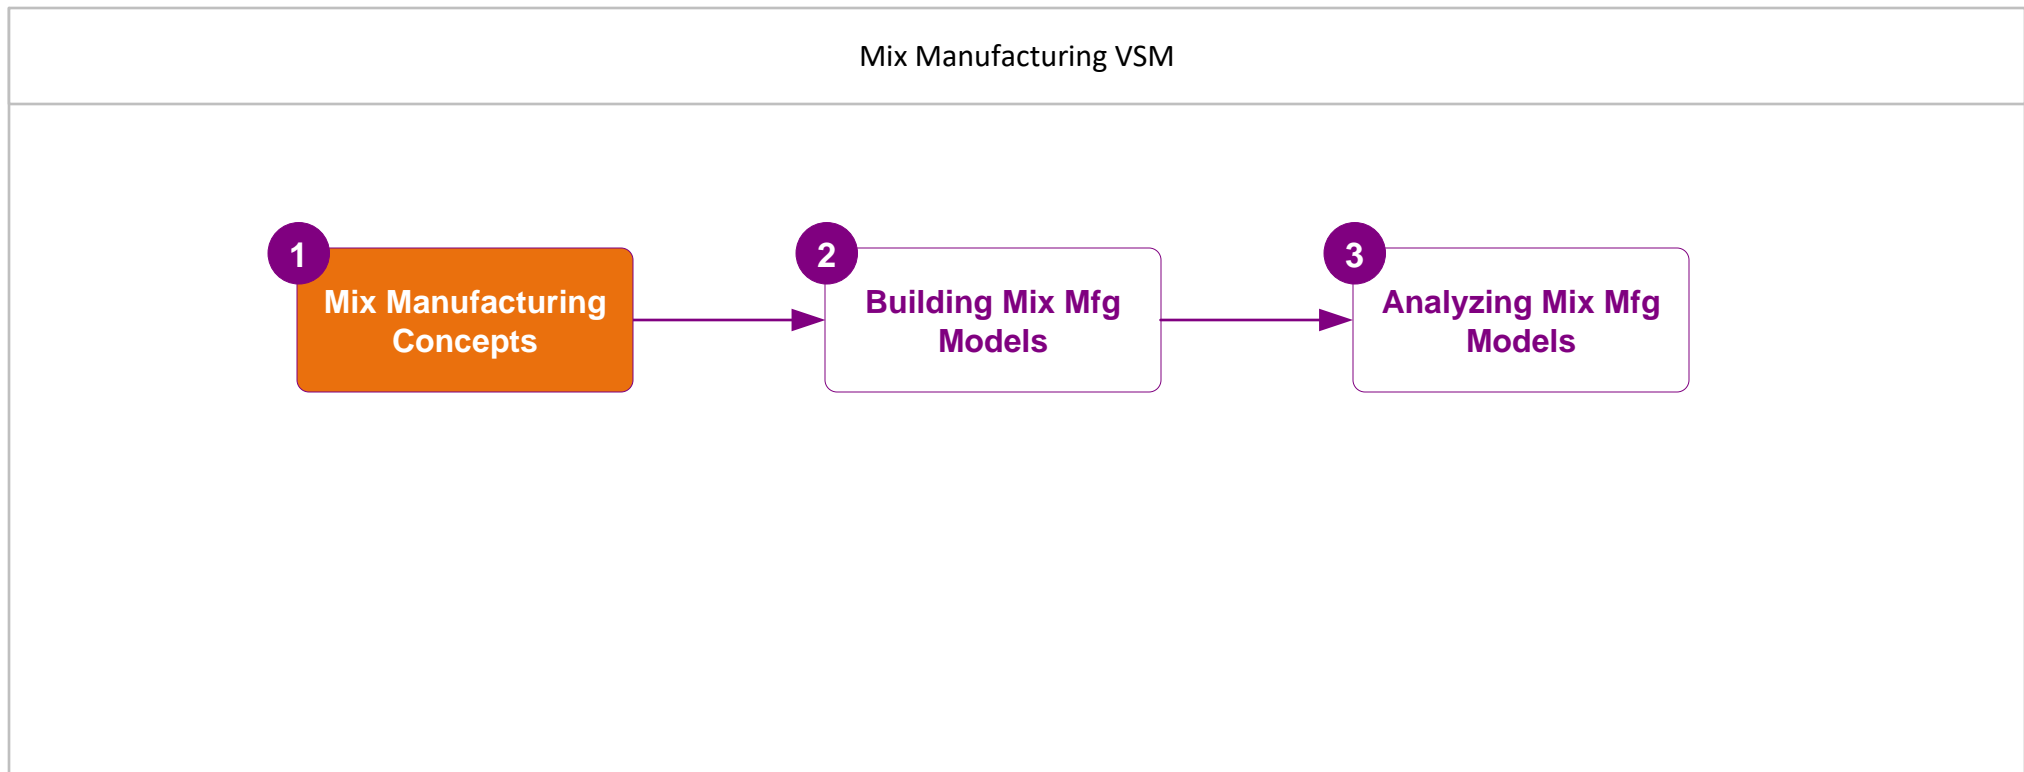 Mix Manufacturing VSM
1
Mix Manufacturing
Concepts
2
Building Mix Mfg
Models
3
Analyzing Mix Mfg
Models